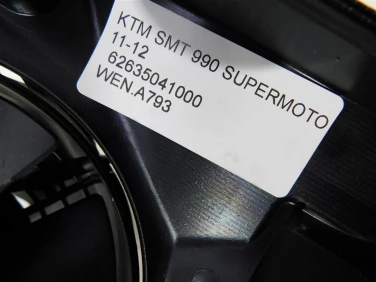 KTM SMT 990 SUPERMOTO
11-12
62635041000
WEN.A793